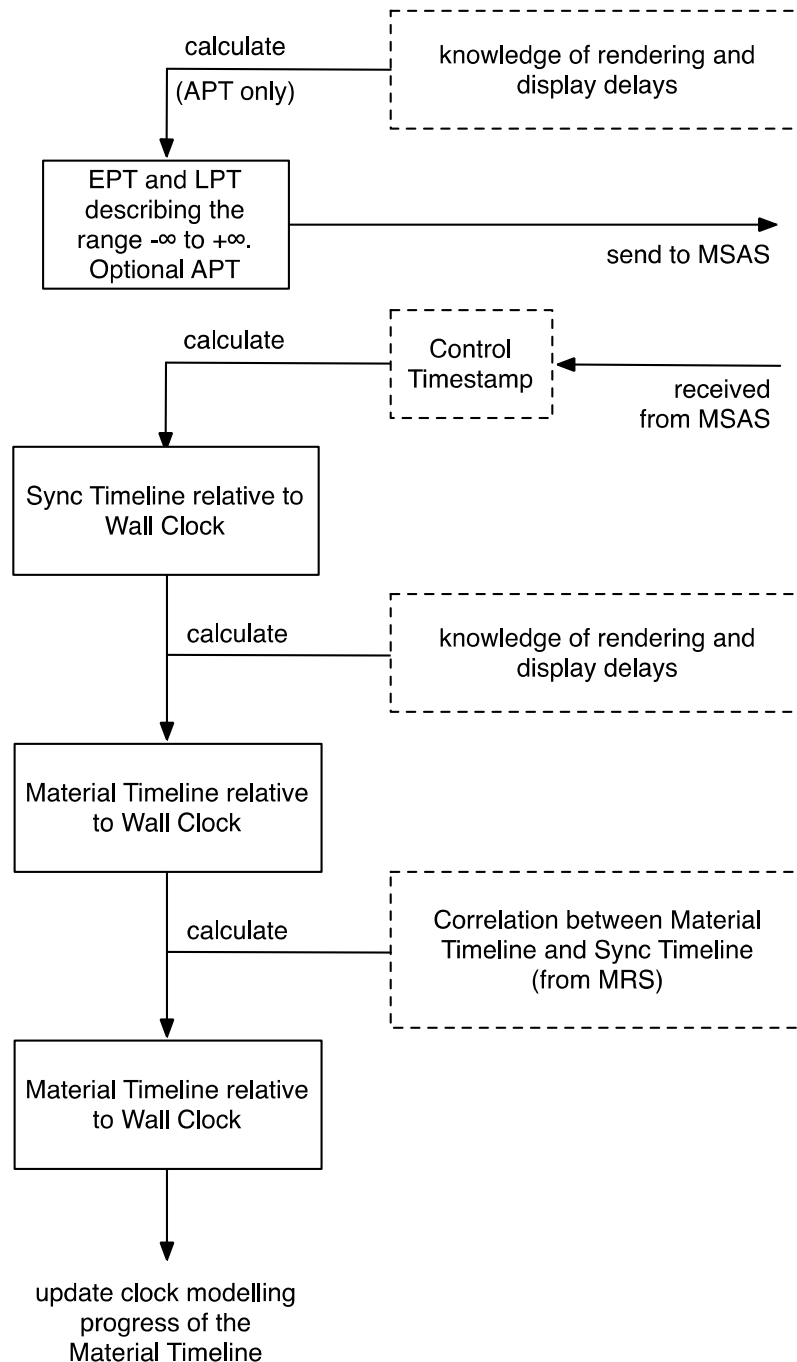 calculate
(APT only)
knowledge of rendering and
display delays
EPT and LPT
describing the
range -∞ to +∞.
Optional APT
send to MSAS
calculate
Control
Timestamp
received
from MSAS
Sync Timeline relative to
Wall Clock
calculate
knowledge of rendering and
display delays
Material Timeline relative
to Wall Clock
calculate
Correlation between Material
Timeline and Sync Timeline
(from MRS)
Material Timeline relative
to Wall Clock
update clock modelling
progress of the
Material Timeline